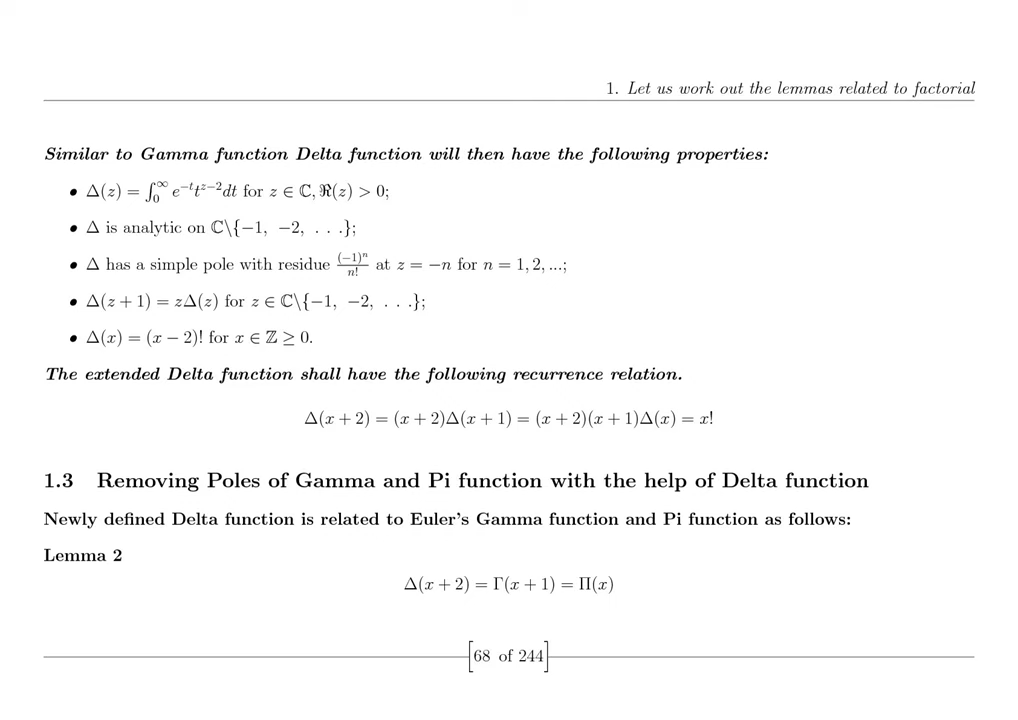 1. Let us work out the lemmas related to factorial
Similar to Gamma function Delta function will then have the following properties:
• Δ(z) = ∫₀^∞ e^{−t}t^{z−2}dt for z ∈ ℂ, ℜ(z) > 0;
• Δ is analytic on ℂ\{−1, −2, . . .};
• Δ has a simple pole with residue (−1)^n/n! at z = −n for n = 1, 2, ...;
• Δ(z + 1) = zΔ(z) for z ∈ ℂ\{−1, −2, . . .};
• Δ(x) = (x − 2)! for x ∈ ℤ ≥ 0.
The extended Delta function shall have the following recurrence relation.
Δ(x + 2) = (x + 2)Δ(x + 1) = (x + 2)(x + 1)Δ(x) = x!
1.3 Removing Poles of Gamma and Pi function with the help of Delta function
Newly defined Delta function is related to Euler's Gamma function and Pi function as follows:
Lemma 2
Δ(x + 2) = Γ(x + 1) = Π(x)
[68 of 244]